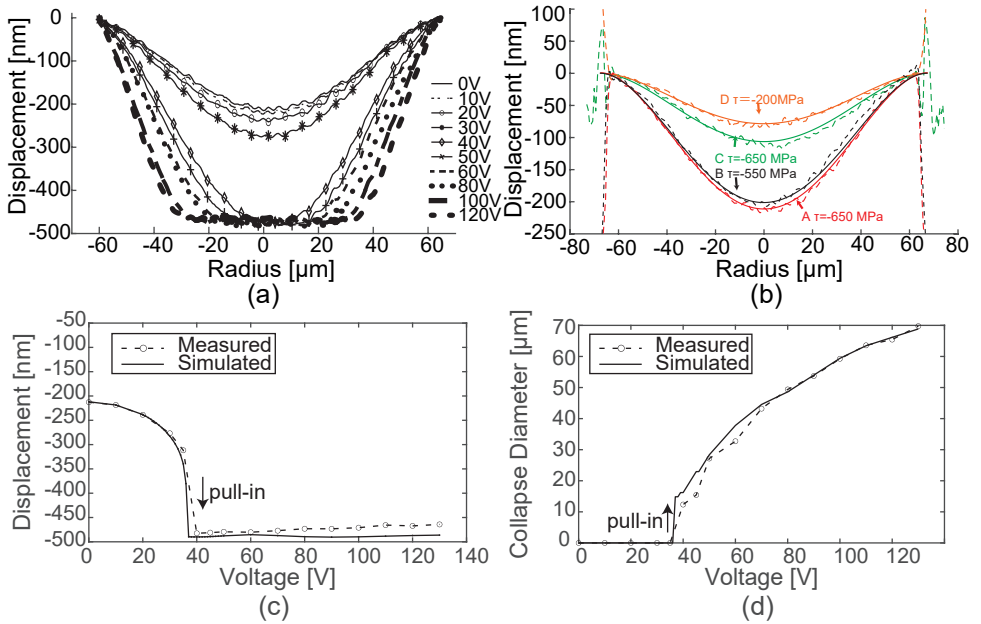 Displacement [nm]
0
-100
-200
-300
-400
-500
-60 -40 -20 0 20 40 60
Radius [µm]
(a)
0V
10V
20V
30V
40V
50V
60V
80V
100V
120V
Displacement [nm]
100
50
0
-50
-100
-150
-200
-250
D τ=-200MPa
C τ=-650 MPa
B τ=-550 MPa
A τ=-650 MPa
-80 -60 -40 -20 0 20 40 60 80
Radius [µm]
(b)
Displacement [nm]
-50
-100
-150
-200
-250
-300
-350
-400
-450
-500
Measured
Simulated
pull-in
0 20 40 60 80 100 120 140
Voltage [V]
(c)
Collapse Diameter [µm]
70
60
50
40
30
20
10
0
Measured
Simulated
pull-in
0 20 40 60 80 100 120
Voltage [V]
(d)